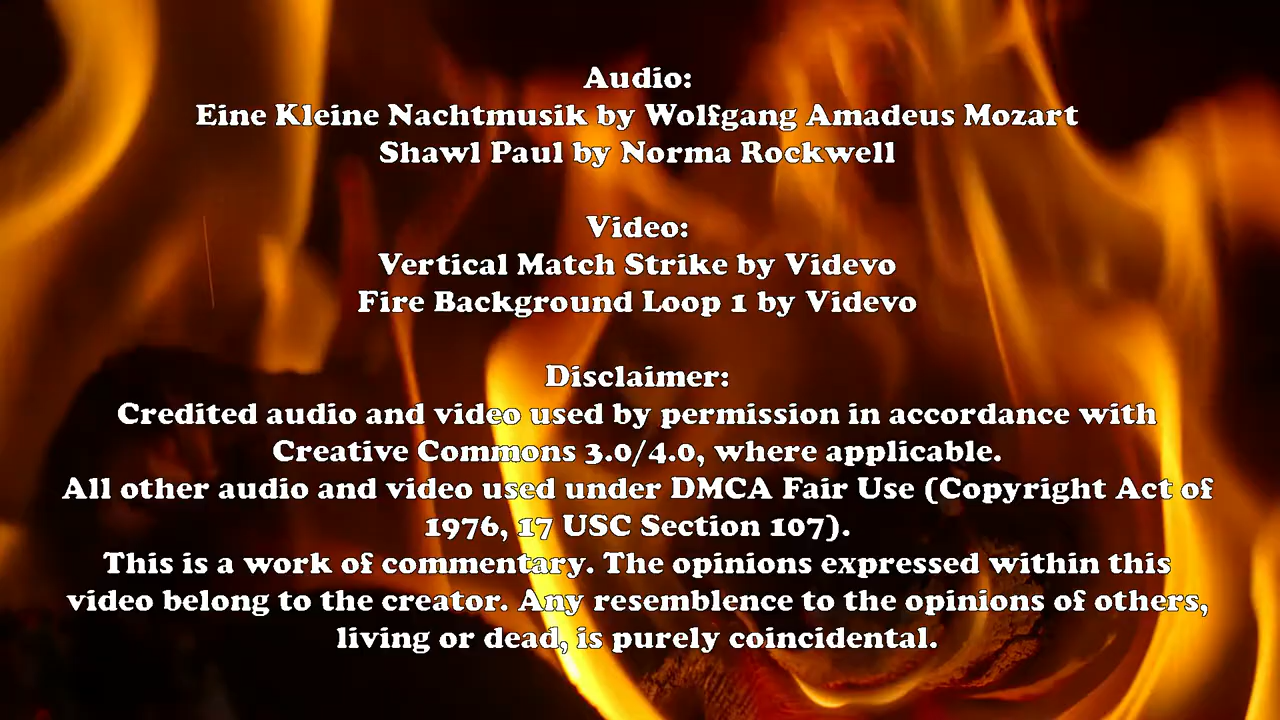 Audio:
Eine Kleine Nachtmusik by Wolfgang Amadeus Mozart
Shawl Paul by Norma Rockwell
Video:
Vertical Match Strike by Videvo
Fire Background Loop 1 by Videvo
Disclaimer:
Credited audio and video used by permission in accordance with
Creative Commons 3.0/4.0, where applicable.
All other audio and video used under DMCA Fair Use (Copyright Act of
1976, 17 USC Section 107).
This is a work of commentary. The opinions expressed within this
video belong to the creator. Any resemblence to the opinions of others,
living or dead, is purely coincidental.